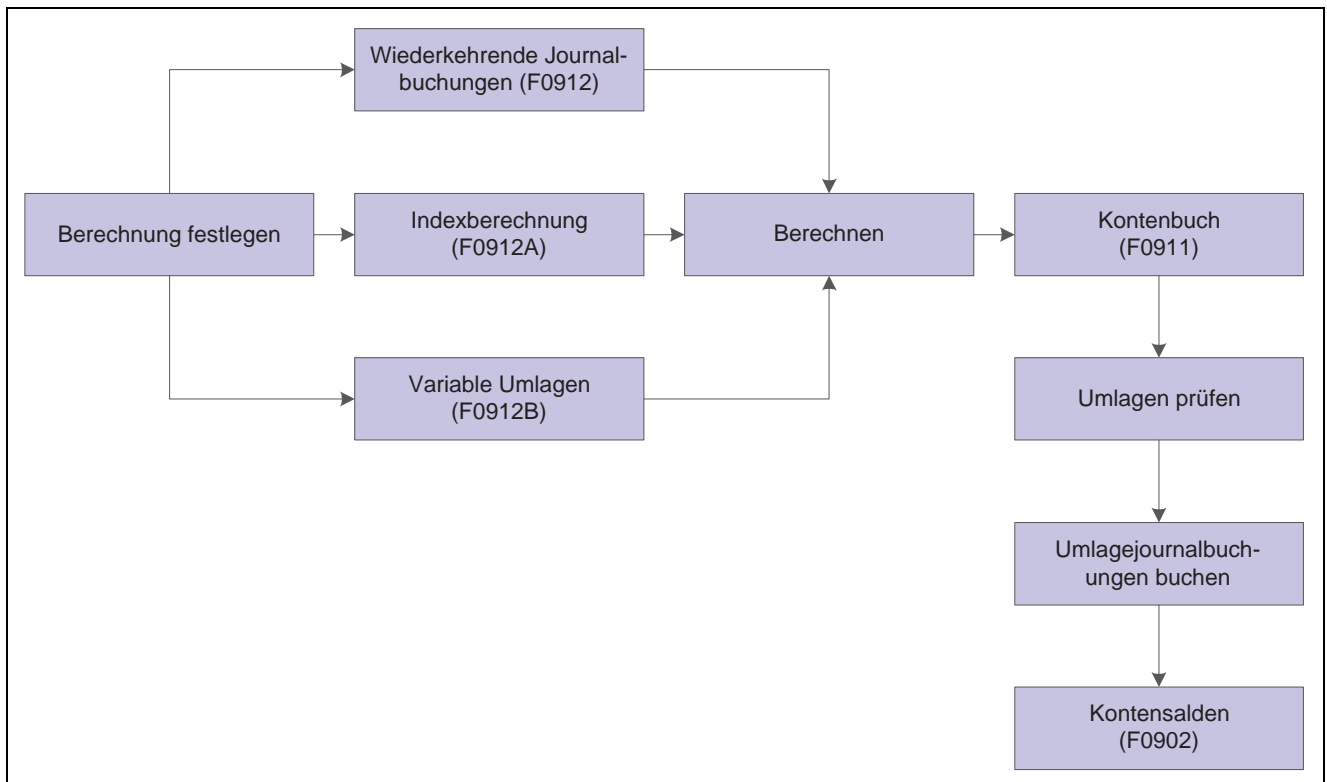 Wiederkehrende Journal-
buchungen (F0912)
Berechnung festlegen
Indexberechnung
(F0912A)
Berechnen
Kontenbuch
(F0911)
Variable Umlagen
(F0912B)
Umlagen prüfen
Umlagejournalbuch-
ungen buchen
Kontensalden
(F0902)